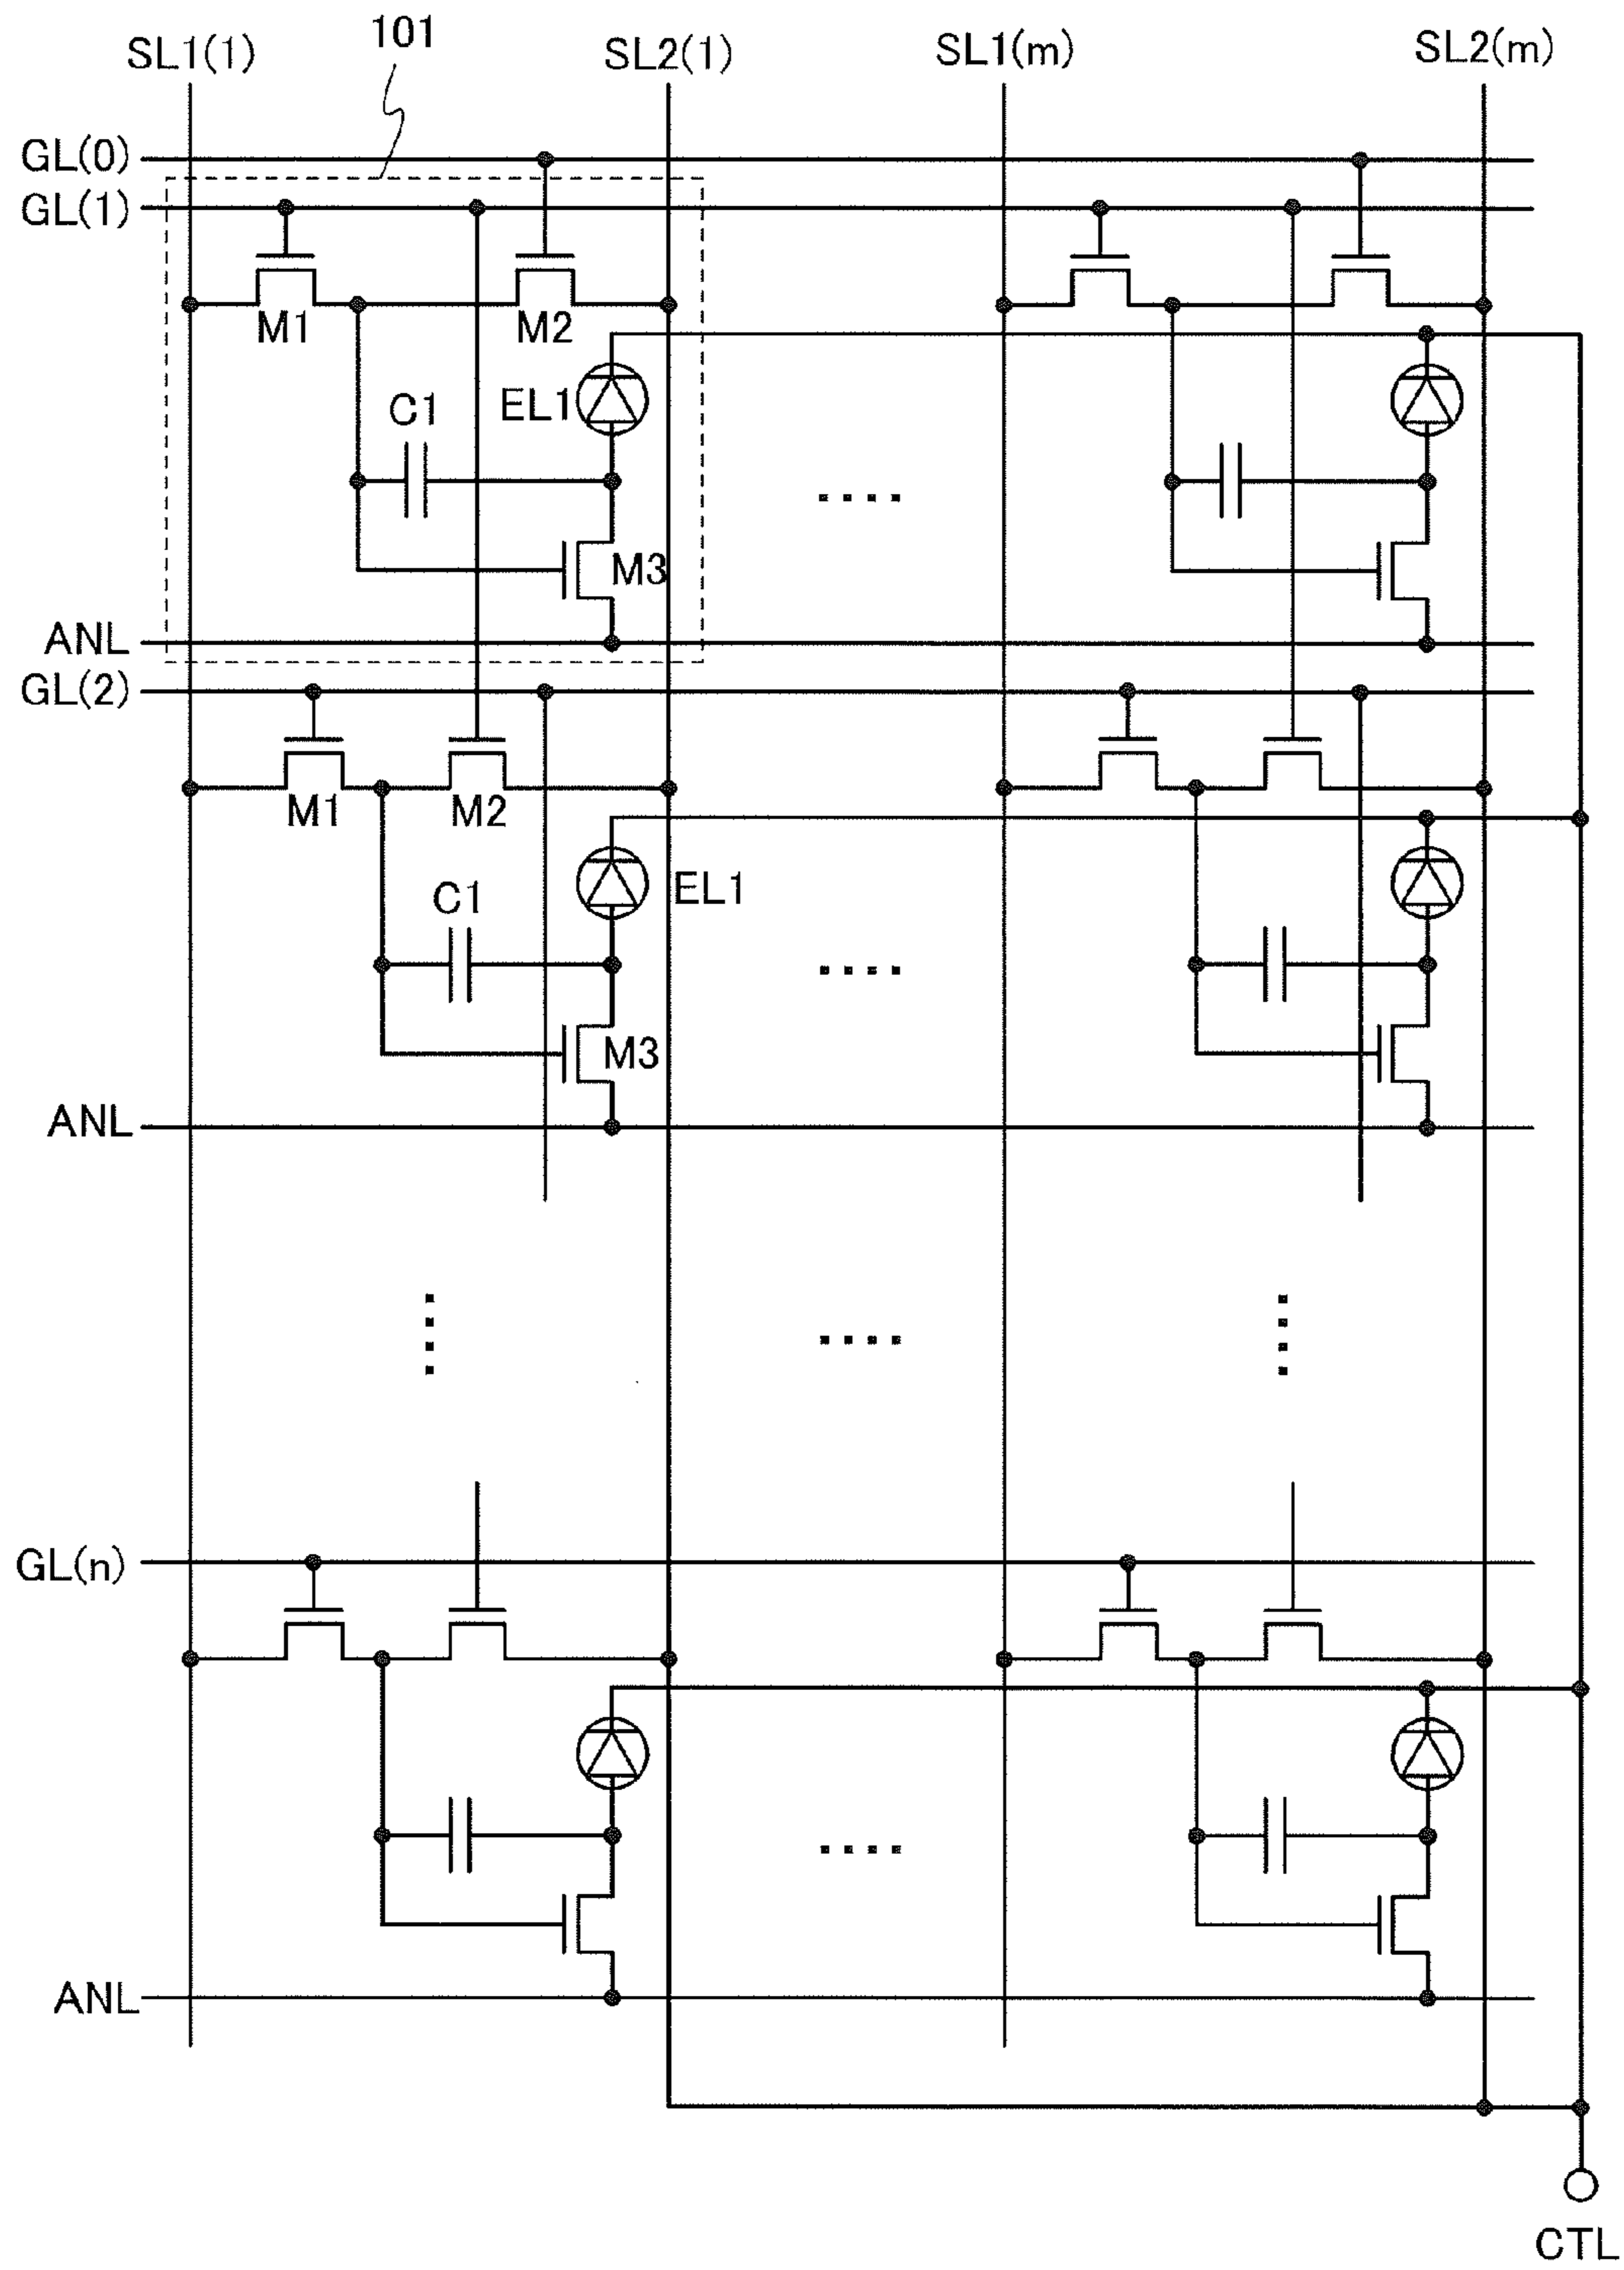 101
SL1(1)
SL2(1)
SL1(m)
SL2(m)
GL(0)
GL(1)
M1
M2
C1
EL1
M3
ANL
GL(2)
M1
M2
C1
EL1
M3
ANL
GL(n)
ANL
CTL